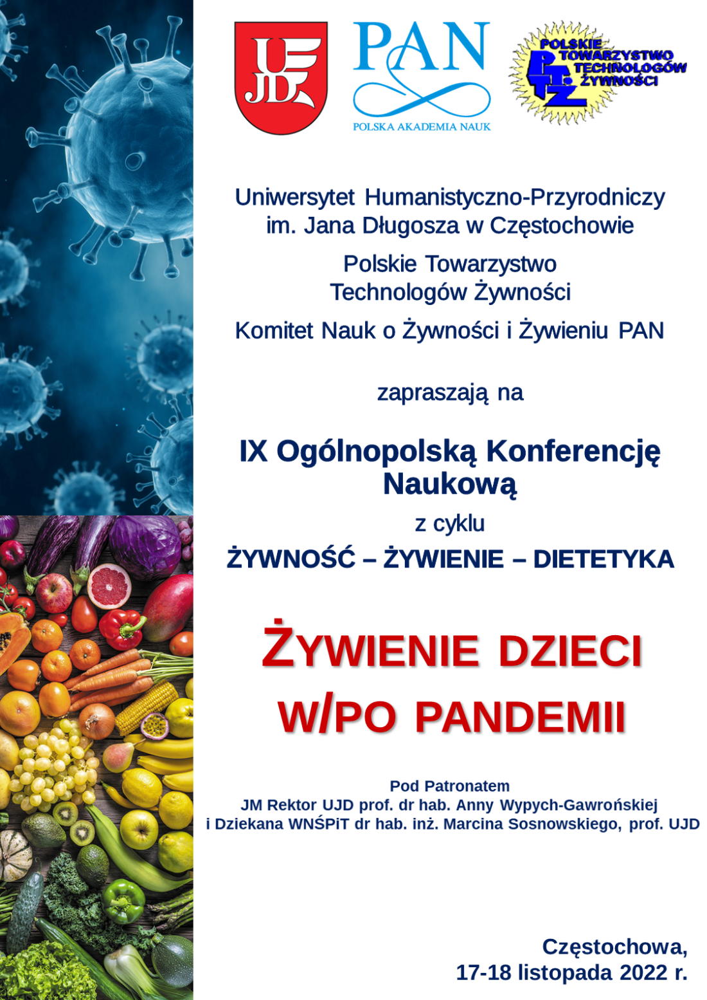 UJD
PAN
POLSKA AKADEMIA NAUK
POLSKIE
TOWARZYSTWO
TECHNOLOGÓW
ŻYWNOŚCI
P.T.T.Ż
Uniwersytet Humanistyczno-Przyrodniczy
im. Jana Długosza w Częstochowie
Polskie Towarzystwo
Technologów Żywności
Komitet Nauk o Żywności i Żywieniu PAN
zapraszają na
IX Ogólnopolską Konferencję
Naukową
z cyklu
ŻYWNOŚĆ – ŻYWIENIE – DIETETYKA
ŻYWIENIE DZIECI
W/PO PANDEMII
Pod Patronatem
JM Rektor UJD prof. dr hab. Anny Wypych-Gawrońskiej
i Dziekana WNŚPiT dr hab. inż. Marcina Sosnowskiego, prof. UJD
Częstochowa,
17-18 listopada 2022 r.